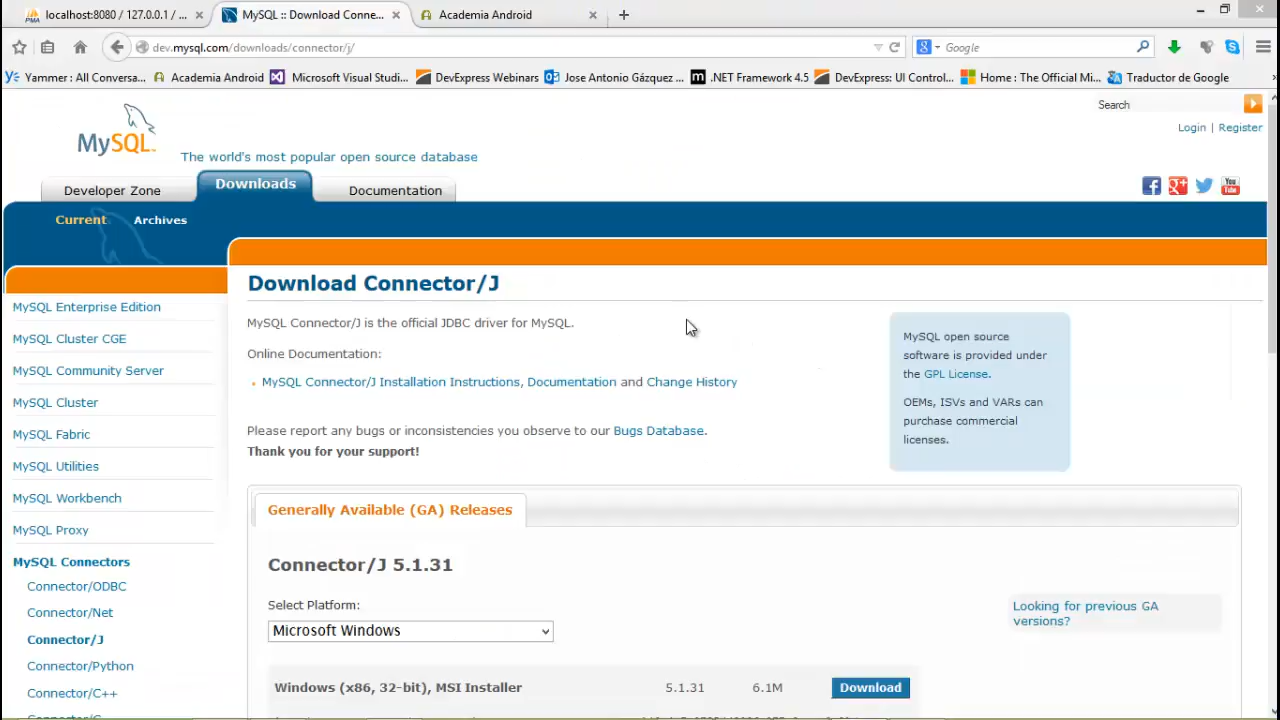 localhost:8080 / 127.0.0.1 / ...
MySQL :: Download Conne...
Academia Android
dev.mysql.com/downloads/connector/j/
Google
Yammer : All Conversa...
Academia Android
Microsoft Visual Studi...
DevExpress Webinars
Jose Antonio Gázquez ...
.NET Framework 4.5
DevExpress: UI Control...
Home : The Official Mi...
Traductor de Google
MySQL
The world's most popular open source database
Search
Login | Register
Developer Zone
Downloads
Documentation
Current
Archives
MySQL Enterprise Edition
MySQL Cluster CGE
MySQL Community Server
MySQL Cluster
MySQL Fabric
MySQL Utilities
MySQL Workbench
MySQL Proxy
MySQL Connectors
Connector/ODBC
Connector/Net
Connector/J
Connector/Python
Connector/C++
Download Connector/J
MySQL Connector/J is the official JDBC driver for MySQL.
Online Documentation:
MySQL Connector/J Installation Instructions, Documentation and Change History
Please report any bugs or inconsistencies you observe to our Bugs Database.
Thank you for your support!
MySQL open source
software is provided under
the GPL License.
OEMs, ISVs and VARs can
purchase commercial
licenses.
Generally Available (GA) Releases
Connector/J 5.1.31
Select Platform:
Microsoft Windows
Looking for previous GA
versions?
Windows (x86, 32-bit), MSI Installer
5.1.31
6.1M
Download